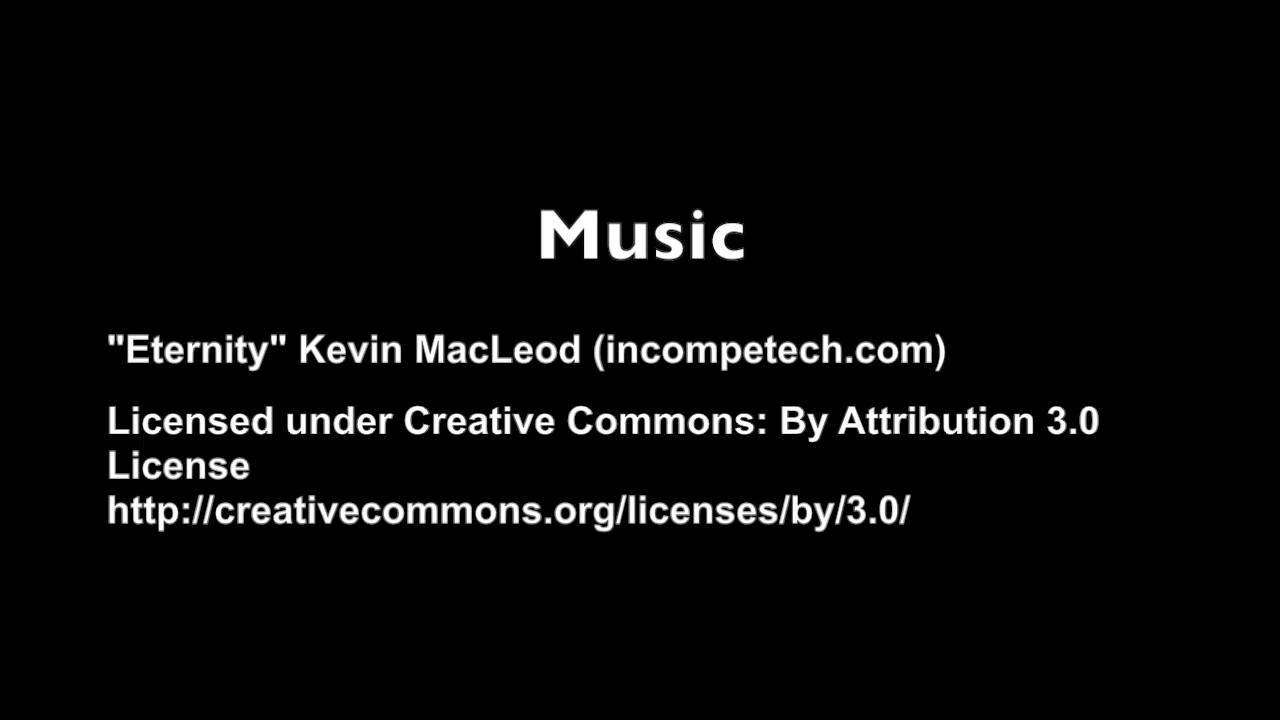 Music
"Eternity" Kevin MacLeod (incompetech.com)
Licensed under Creative Commons: By Attribution 3.0
License
http://creativecommons.org/licenses/by/3.0/